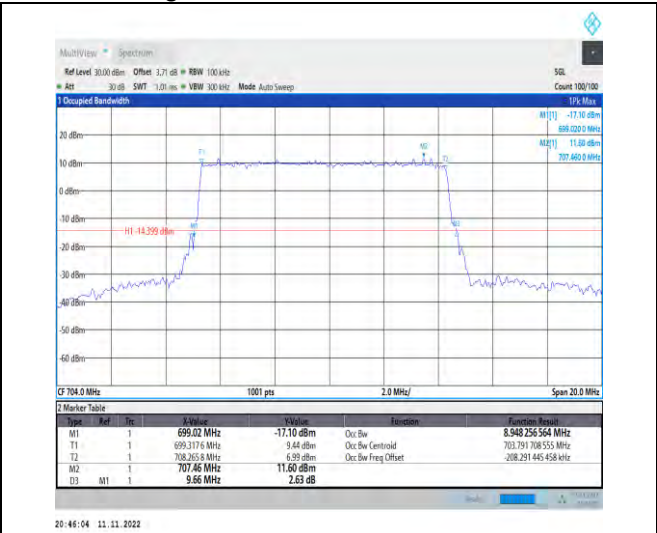 MultiView Spectrum
Ref Level 30.00 dBm Offset 3.71 dB RBW 100 kHz SGL
Att 30 dB SWT 1.01 ms VBW 300 kHz Mode Auto Sweep Count 100/100
1 Occupied Bandwidth 1Pk Max
M1[1] -17.10 dBm
699.020 0 MHz
M2[1] 11.60 dBm
707.460 0 MHz
20 dBm
T1
M2
T2
10 dBm
0 dBm
-10 dBm
H1 -14.399 dBm
M1
D3
-20 dBm
-30 dBm
-40 dBm
-50 dBm
-60 dBm
CF 704.0 MHz 1001 pts 2.0 MHz/ Span 20.0 MHz
2 Marker Table
Type Ref Trc X-Value Y-Value Function Function Result
M1 1 699.02 MHz -17.10 dBm Occ Bw 8.948 256 564 MHz
T1 1 699.317 6 MHz 9.44 dBm Occ Bw Centroid 703.791 708 555 MHz
T2 1 708.265 8 MHz 6.99 dBm Occ Bw Freq Offset -208.291 445 458 kHz
M2 1 707.46 MHz 11.60 dBm
D3 M1 1 9.66 MHz 2.63 dB
20:46:04 11.11.2022